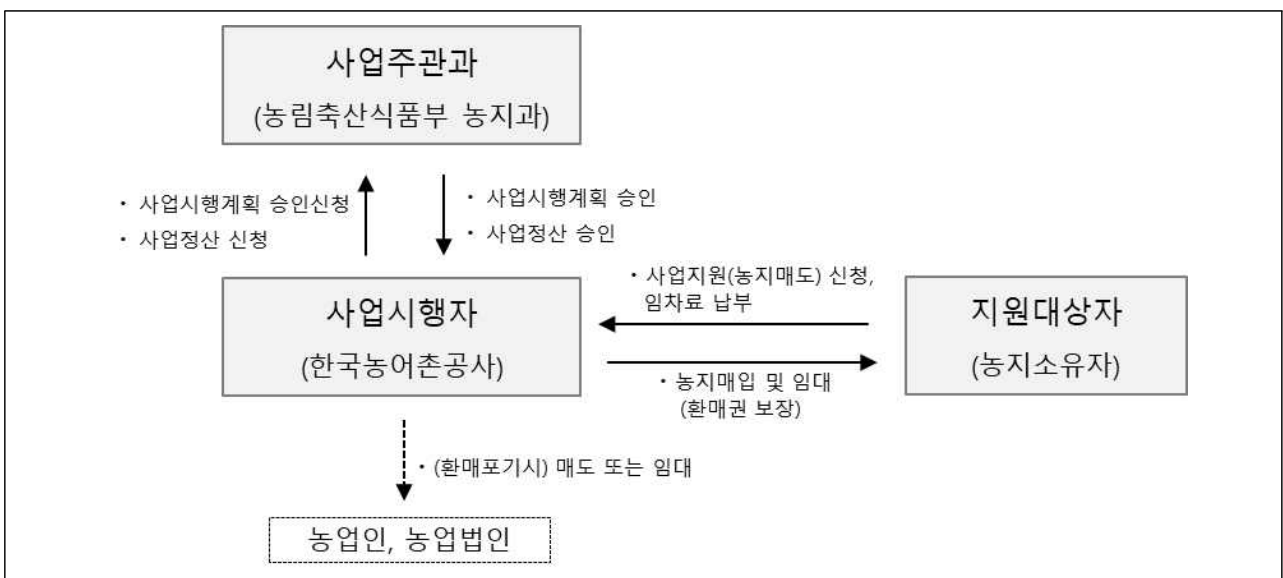 사업주관과
(농림축산식품부 농지과)
· 사업시행계획 승인신청
· 사업정산 신청
· 사업시행계획 승인
· 사업정산 승인
사업시행자
(한국농어촌공사)
· 사업지원(농지매도) 신청,
임차료 납부
· 농지매입 및 임대
(환매권 보장)
지원대상자
(농지소유자)
· (환매포기시) 매도 또는 임대
농업인, 농업법인